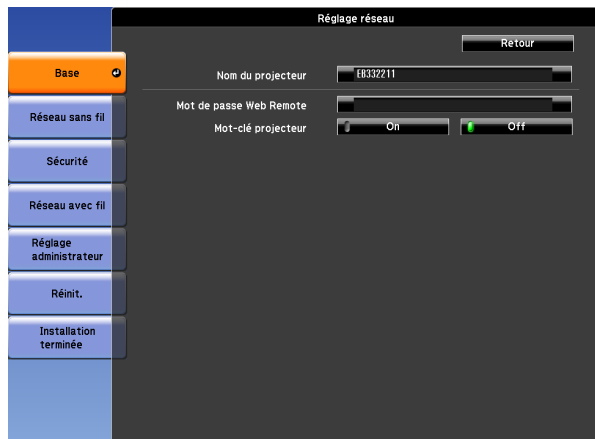 Réglage réseau
Retour
Base
Nom du projecteur
EB332211
Mot de passe Web Remote
Réseau sans fil
Mot-clé projecteur
On
Off
Sécurité
Réseau avec fil
Réglage
administrateur
Réinit.
Installation
terminée